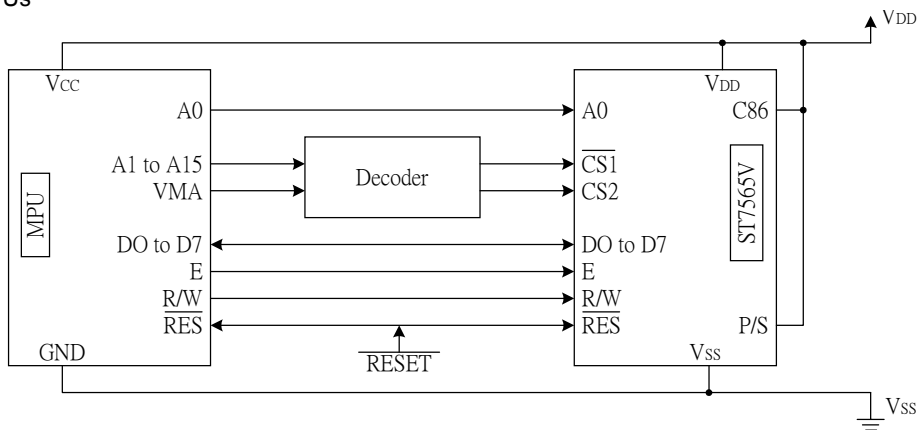 VDD
VCC
VDD
A0
A0
C86
A1 to A15
Decoder
CS1
VMA
CS2
MPU
ST7565V
DO to D7
DO to D7
E
E
R/W
R/W
RES
RES
P/S
RESET
GND
VSS
VSS